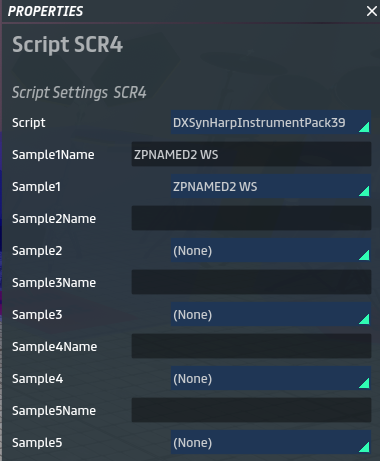 PROPERTIES
Script SCR4
Script Settings SCR4
Script DXSynHarpInstrumentPack39
Sample1Name ZPNAMED2 WS
Sample1 ZPNAMED2 WS
Sample2Name
Sample2 (None)
Sample3Name
Sample3 (None)
Sample4Name
Sample4 (None)
Sample5Name
Sample5 (None)